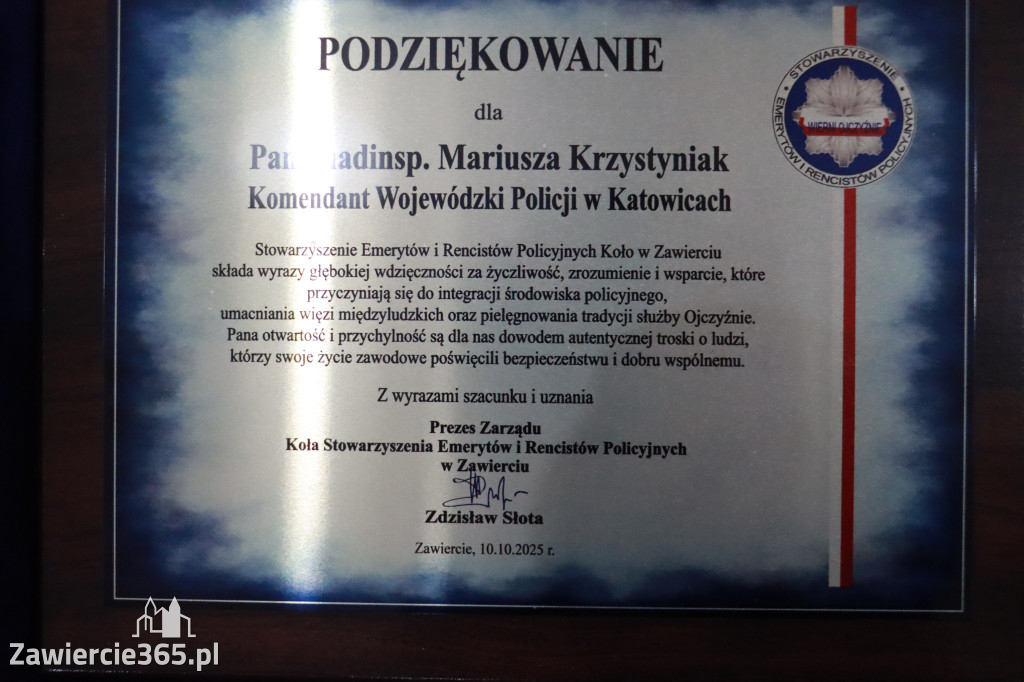 PODZIĘKOWANIE
dla
nadinsp. Mariusza Krzystyniak
Komendant Wojewódzki Policji w Katowicach
Stowarzyszenie Emerytów i Rencistów Policyjnych Koło w Zawierciu
składa wyrazy głębokiej wdzięczności za życzliwość, zrozumienie i wsparcie, które
przyczyniają się do integracji środowiska policyjnego,
umacniania więzi międzyludzkich oraz pielęgnowania tradycji służby Ojczyźnie.
Pana otwartość i przychylność są dla nas dowodem autentycznej troski o ludzi,
którzy swoje życie zawodowe poświęcili bezpieczeństwu i dobru wspólnemu.
Z wyrazami szacunku i uznania
Prezes Zarządu
Koła Stowarzyszenia Emerytów i Rencistów Policyjnych
w Zawierciu
Zdzisław Słota
Zawiercie, 10.10.2025 r.
STOWARZYSZENIE
EMERYTÓW I RENCISTÓW POLICYJNYCH
WIERNI OJCZYŹNIE
Zawiercie365.pl